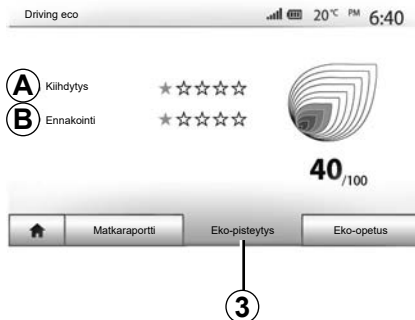 Driving eco 20°C PM 6:40
A Kiihdytys
B Ennakointi
40/100
Matkaraportti Eko-pisteytys Eko-opetus
3